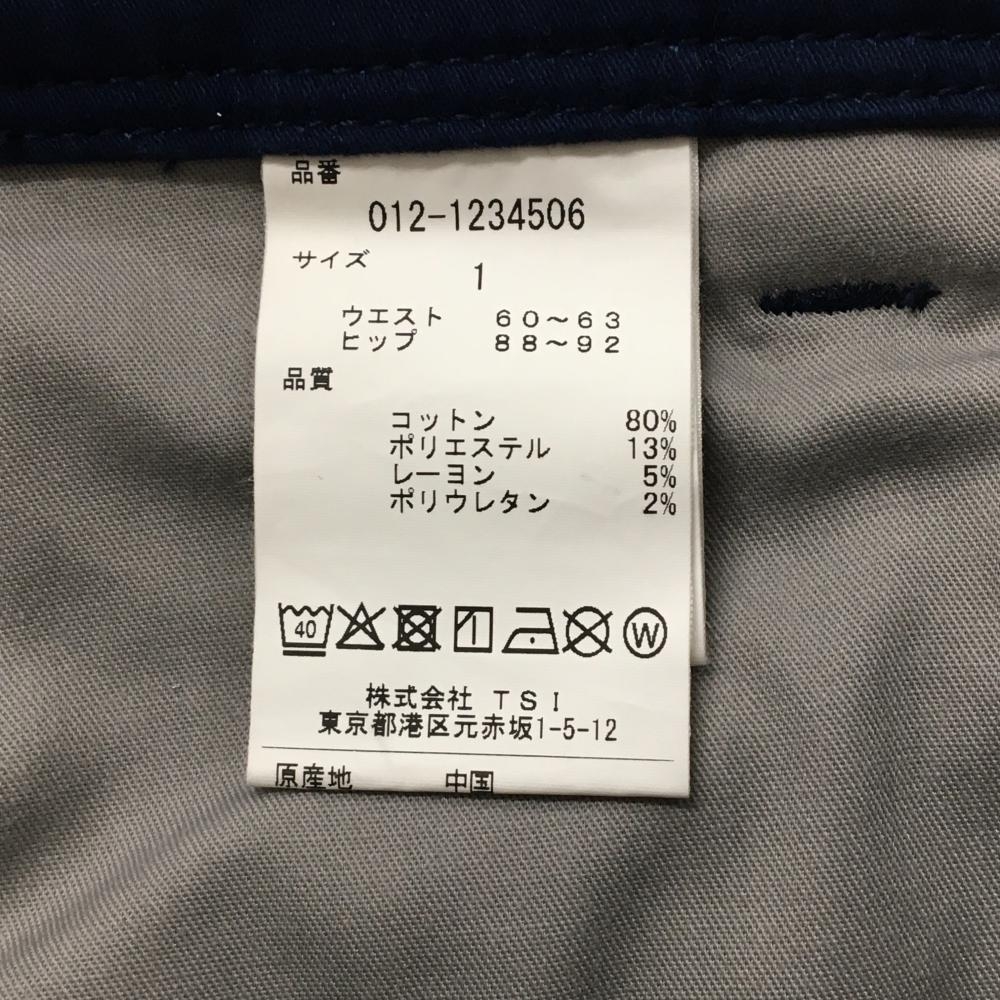 品番
012-1234506
サイズ 1
ウエスト 60～63
ヒップ 88～92
品質
コットン 80%
ポリエステル 13%
レーヨン 5%
ポリウレタン 2%
40 W
株式会社 TSI
東京都港区元赤坂1-5-12
原産地 中国